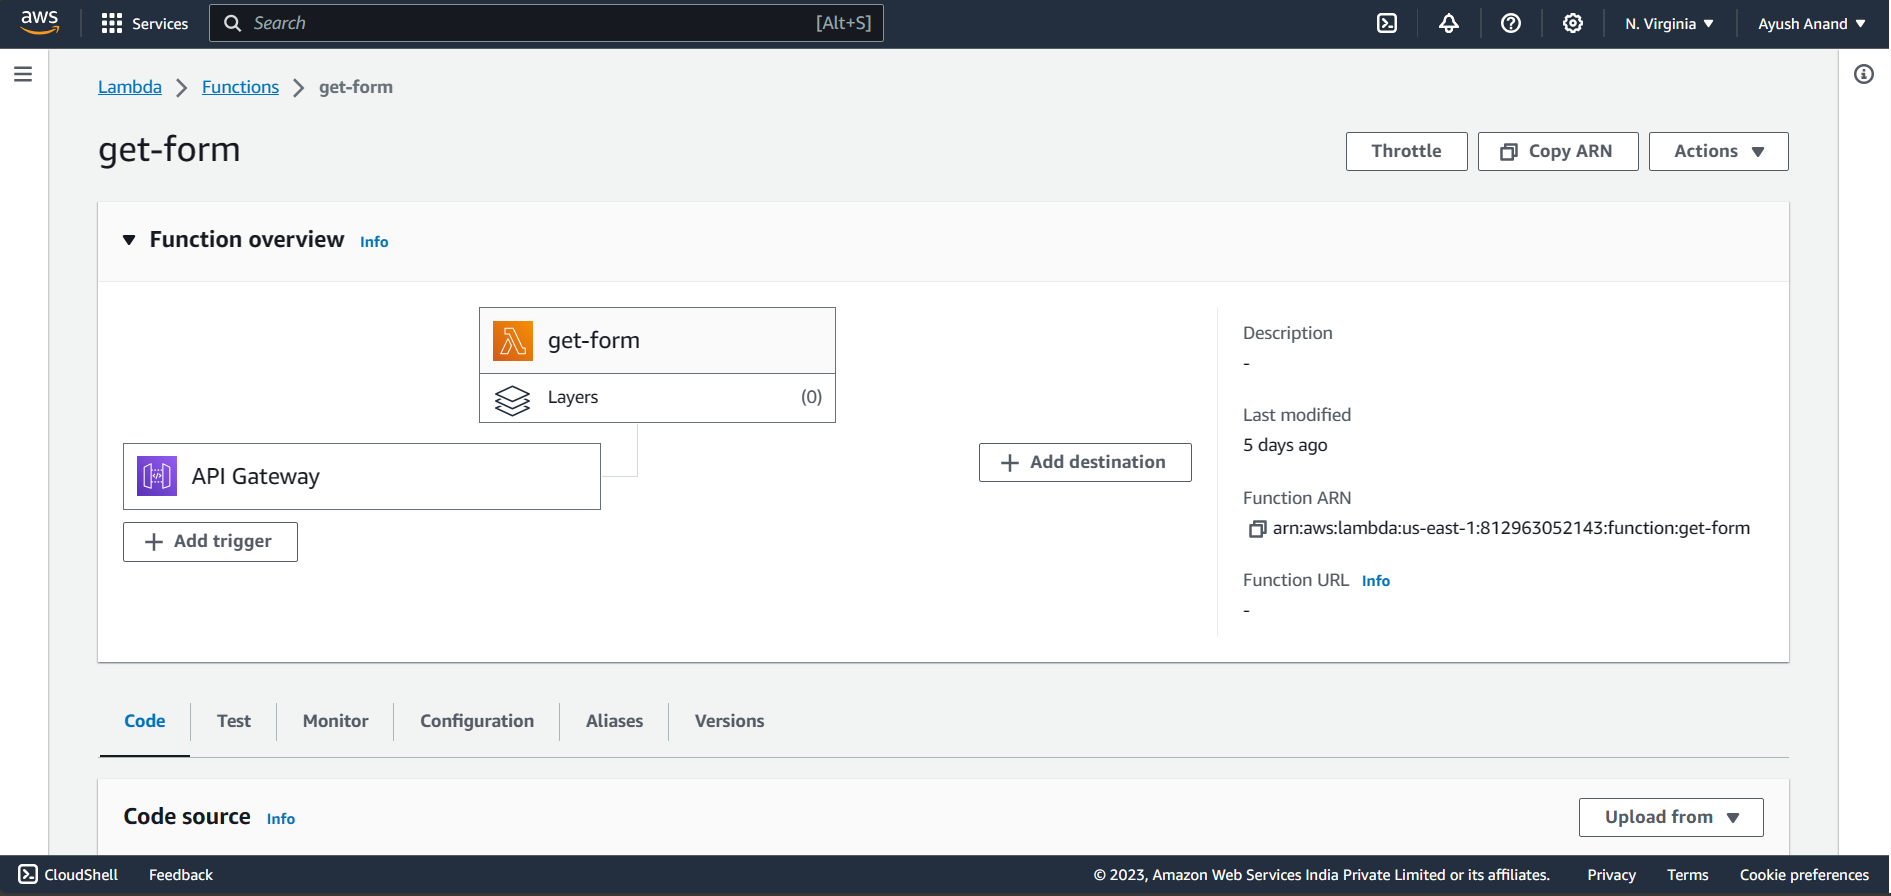 aws Services Search [Alt+S] N. Virginia Ayush Anand
Lambda Functions get-form
get-form
Throttle Copy ARN Actions
Function overview Info
get-form
Layers (0)
API Gateway
Add trigger
Add destination
Description
-
Last modified
5 days ago
Function ARN
arn:aws:lambda:us-east-1:812963052143:function:get-form
Function URL Info
-
Code Test Monitor Configuration Aliases Versions
Code source Info Upload from
CloudShell Feedback © 2023, Amazon Web Services India Private Limited or its affiliates. Privacy Terms Cookie preferences